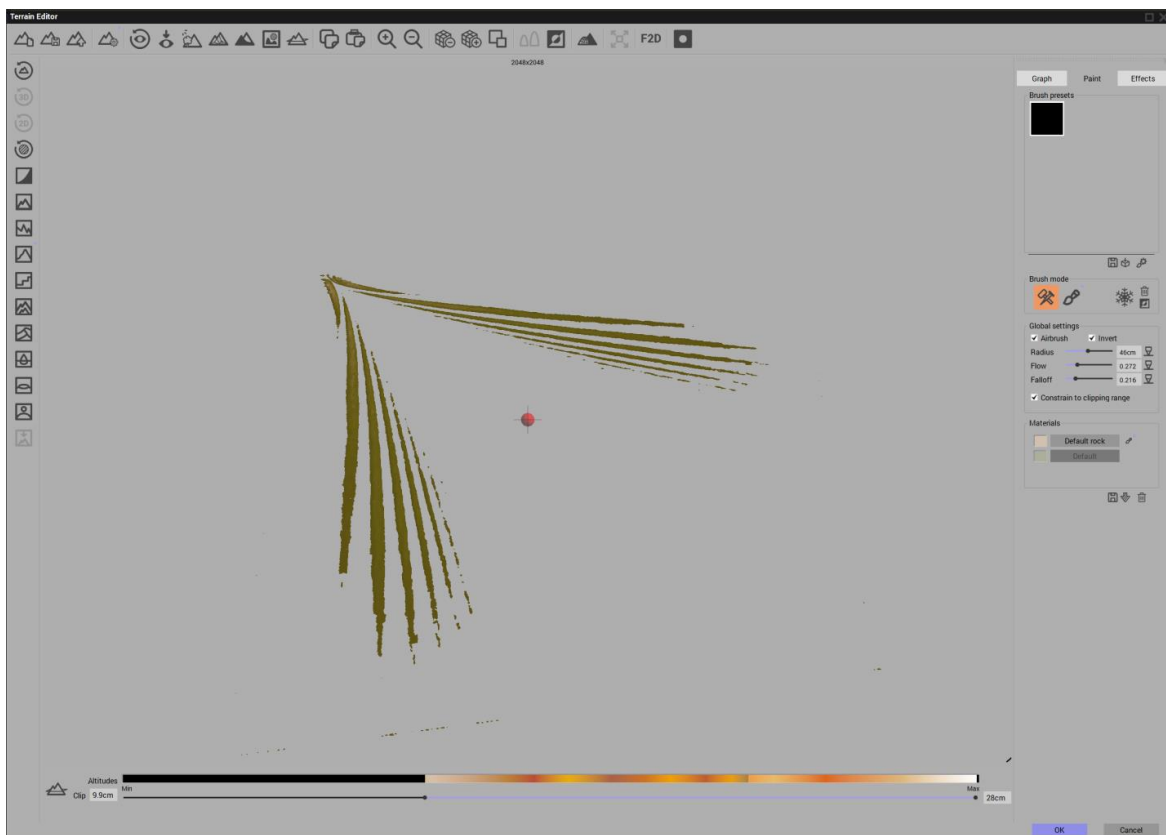 Terrain Editor
F2D
2048x2048
3D
2D
Graph Paint Effects
Brush presets
Brush mode
Global settings
Airbrush Invert
Radius 46cm
Flow 0.272
Falloff 0.216
Constrain to clipping range
Materials
Default rock
Default
Altitudes
Min Max
Clip 9.9cm 28cm
OK Cancel